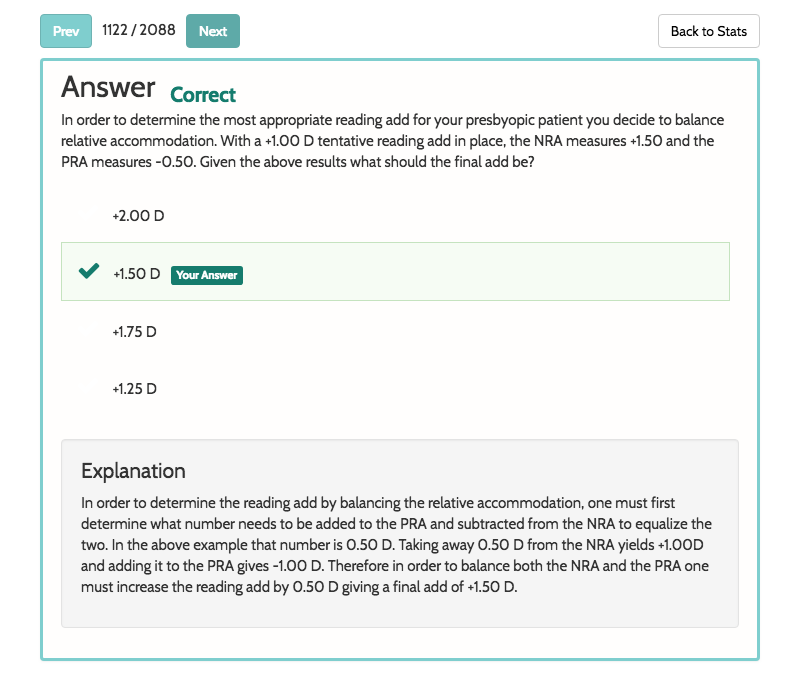 Prev 1122 / 2088 Next Back to Stats
Answer Correct
In order to determine the most appropriate reading add for your presbyopic patient you decide to balance
relative accommodation. With a +1.00 D tentative reading add in place, the NRA measures +1.50 and the
PRA measures -0.50. Given the above results what should the final add be?
+2.00 D
+1.50 D Your Answer
+1.75 D
+1.25 D
Explanation
In order to determine the reading add by balancing the relative accommodation, one must first
determine what number needs to be added to the PRA and subtracted from the NRA to equalize the
two. In the above example that number is 0.50 D. Taking away 0.50 D from the NRA yields +1.00D
and adding it to the PRA gives -1.00 D. Therefore in order to balance both the NRA and the PRA one
must increase the reading add by 0.50 D giving a final add of +1.50 D.